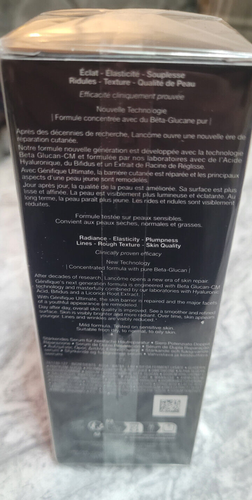 Éclat - Élasticité - Souplesse
Ridules - Texture - Qualité de Peau
Efficacité cliniquement prouvée
Nouvelle Technologie
| Formule concentrée avec du Bêta-Glucane pur |
Après des décennies de recherche, Lancôme ouvre une nouvelle ère de
réparation cutanée.
Notre formule nouvelle génération est développée avec la technologie
Beta Glucan-CM et formulée par nos laboratoires avec de l'Acide
Hyaluronique, du Bifidus et un Extrait de Racine de Réglisse.
Avec Génifique Ultimate, la barrière cutanée est réparée et les principaux
aspects d'une peau jeune sont remodelés.
Jour après jour, la qualité de la peau est améliorée. Sa surface est plus
lisse et affinée. La peau est visiblement plus lumineuse et éclatante. Au
long terme, la peau paraît plus jeune. Les rides et ridules sont visiblement
réduites.
Formule testée sur peaux sensibles.
Convient aux peaux sèches, normales et grasses.
Radiance - Elasticity - Plumpness
Lines - Rough Texture - Skin Quality
Clinically proven efficacy
New Technology
| Concentrated formula with pure Beta-Glucan |
After decades of research, Lancôme opens a new era of skin repair.
Génifique's next generation formula is engineered with Beta Glucan-CM
technology and masterfully combined by our laboratories with Hyaluronic
Acid, Bifidus and a Licorice Root Extract.
With Génifique Ultimate, the skin barrier is repaired and the major facets
of a youthful appearance are remodeled.
Day after day, overall skin quality is improved. See a smoother and refined
surface. Skin is visibly brighter and more radiant. Over time, skin appears
younger. Lines and wrinkles are visibly reduced.
Mild formula. Tested on sensitive skin.
Suitable from dry, to normal, to oily skin.